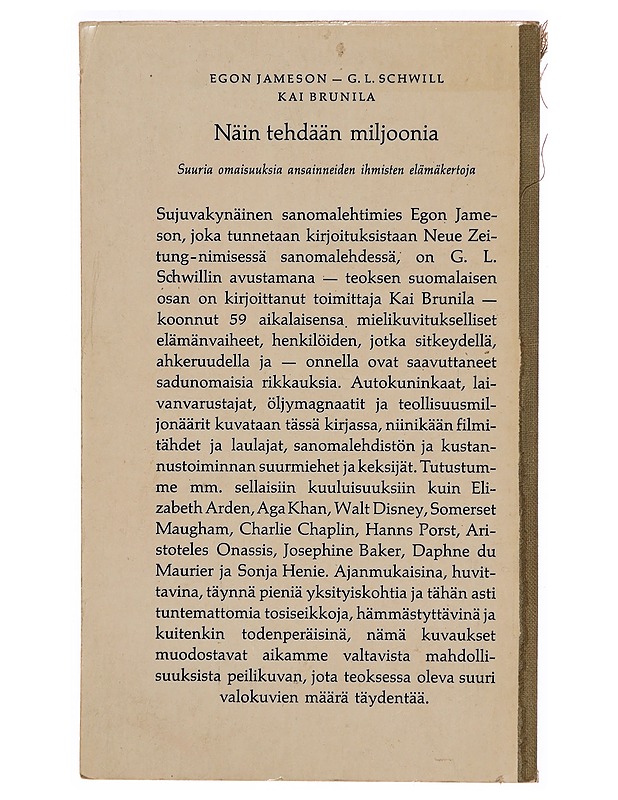 EGON JAMESON — G. L. SCHWILL
KAI BRUNILA
Näin tehdään miljoonia
Suuria omaisuuksia ansainneiden ihmisten elämäkertoja
Sujuvakynäinen sanomalehtimies Egon Jame-
son, joka tunnetaan kirjoituksistaan Neue Zei-
tung-nimisessä sanomalehdessä, on G. L.
Schwillin avustamana — teoksen suomalaisen
osan on kirjoittanut toimittaja Kai Brunila —
koonnut 59 aikalaisensa mielikuvitukselliset
elämänvaiheet, henkilöiden, jotka sitkeydellä,
ahkeruudella ja — onnella ovat saavuttaneet
sadunomaisia rikkauksia. Autokuninkaat, lai-
vanvarustajat, öljymagnaatit ja teollisuusmil-
jonäärit kuvataan tässä kirjassa, niinikään filmi-
tähdet ja laulajat, sanomalehdistön ja kustan-
nustoiminnan suurmiehet ja keksijät. Tutustum-
me mm. sellaisiin kuuluisuuksiin kuin Eli-
zabeth Arden, Aga Khan, Walt Disney, Somerset
Maugham, Charlie Chaplin, Hanns Porst, Ari-
stoteles Onassis, Josephine Baker, Daphne du
Maurier ja Sonja Henie. Ajanmukaisina, huvit-
tavina, täynnä pieniä yksityiskohtia ja tähän asti
tuntemattomia tosiseikkoja, hämmästyttävinä ja
kuitenkin todenperäisinä, nämä kuvaukset
muodostavat aikamme valtavista mahdolli-
suuksista peilikuvan, jota teoksessa oleva suuri
valokuvien määrä täydentää.